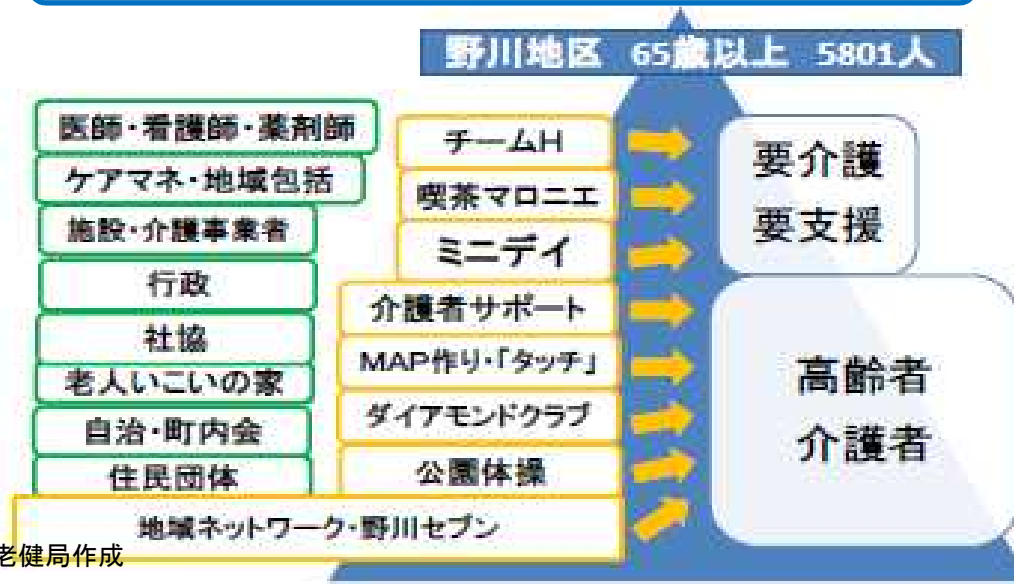 野川地区 65歳以上 5801人
医師・看護師・薬剤師
ケアマネ・地域包括
施設・介護事業者
行政
社協
老人いこいの家
自治・町内会
住民団体
チームH
喫茶マロニエ
ミニデイ
介護者サポート
MAP作り・「タッチ」
ダイアモンドクラブ
公園体操
地域ネットワーク・野川セブン
要介護
要支援
高齢者
介護者
老健局作成